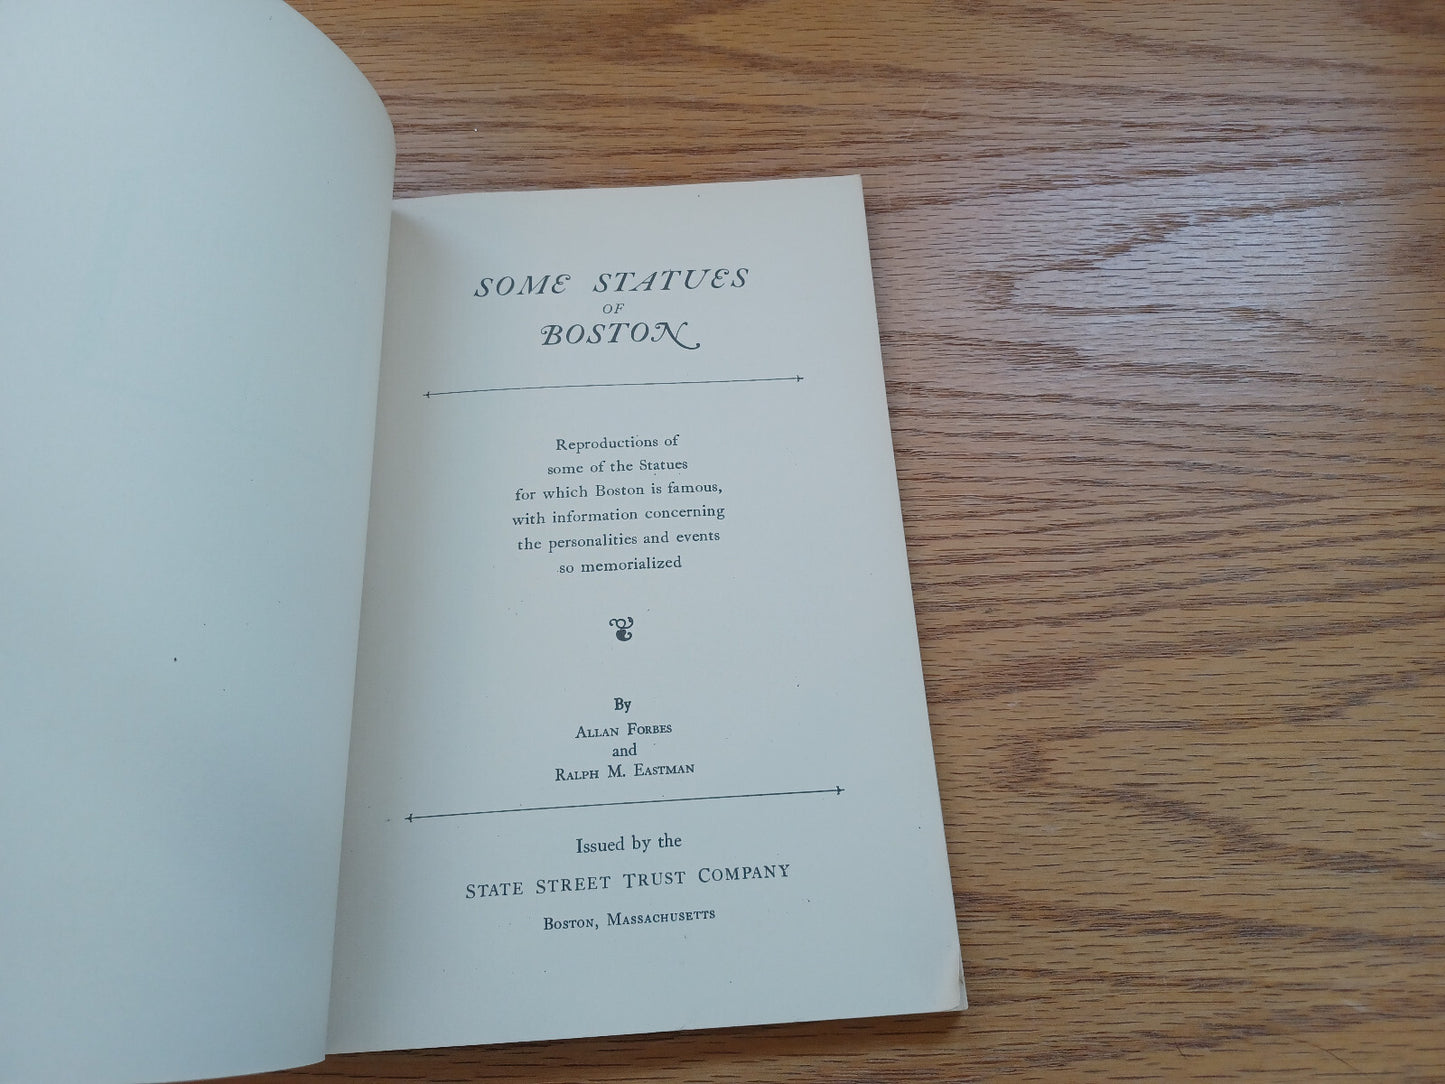 SOME STATUES
OF
BOSTON
Reproductions of
some of the Statues
for which Boston is famous,
with information concerning
the personalities and events
so memorialized
By
ALLAN FORBES
and
RALPH M. EASTMAN
Issued by the
STATE STREET TRUST COMPANY
BOSTON, MASSACHUSETTS